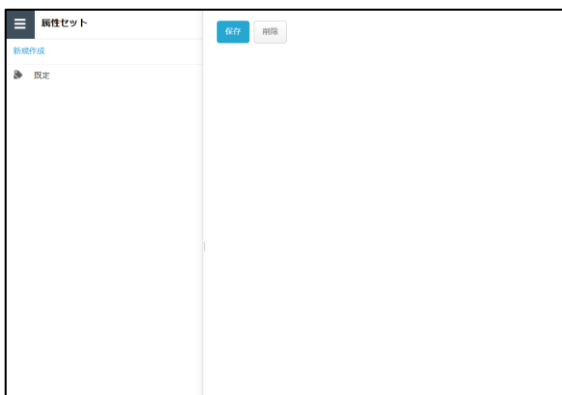 属性セット
新規作成
既定
保存 削除